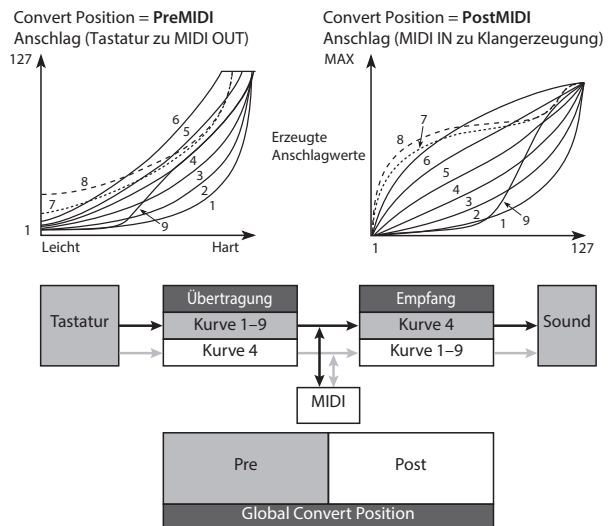 Convert Position = PreMIDI
Anschlag (Tastatur zu MIDI OUT)
127
6
5
4
3
2
1
8
7
9
1
Leicht
Hart
Erzeugte
Anschlagwerte
Convert Position = PostMIDI
Anschlag (MIDI IN zu Klangerzeugung)
MAX
7
8
6
5
4
3
2
1
9
1
127
Tastatur
Übertragung
Kurve 1–9
Kurve 4
Empfang
Kurve 4
Kurve 1–9
Sound
MIDI
Pre
Post
Global Convert Position